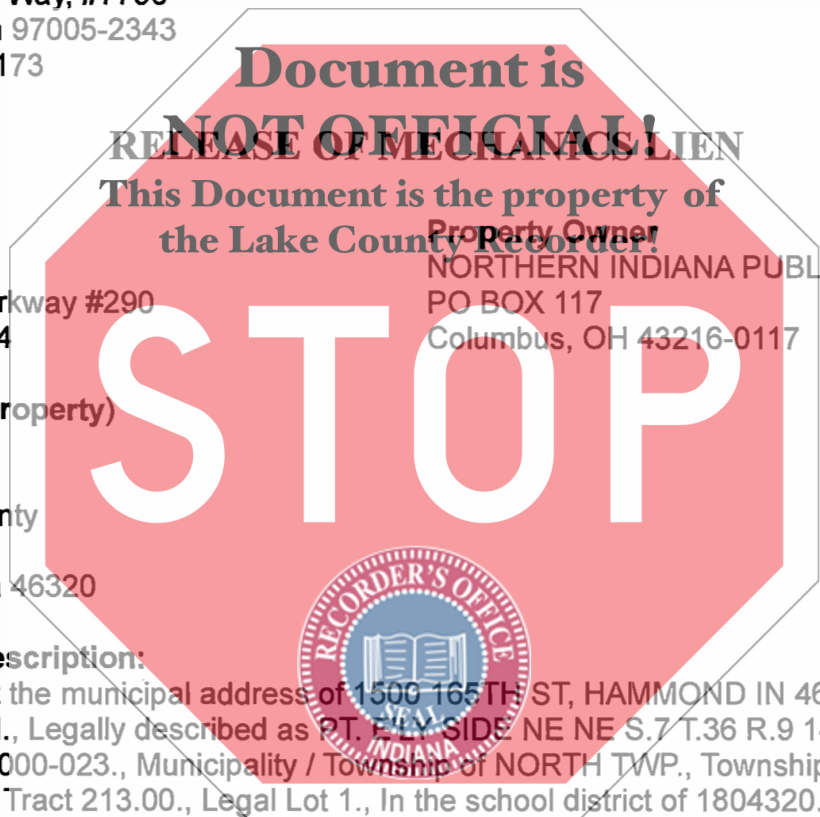 Way, #7790
97005-2343
173
Document is
NOT OFFICIAL!
RELEASE OF MECHANICS LIEN
This Document is the property of
the Lake County Recorder!
Property Owner
NORTHERN INDIANA PUBL
rkway #290 PO BOX 117
4 Columbus, OH 43216-0117
STOP
roperty)
nty
46320
RECORDER'S OFFICE
SEAL
INDIANA
escription:
the municipal address of 1500 165TH ST, HAMMOND IN 46
Legally described as PT. ELY SIDE NE NE S.7 T.36 R.9
000-023., Municipality / Township of NORTH TWP., Township
Tract 213.00., Legal Lot 1., In the school district of 1804320.